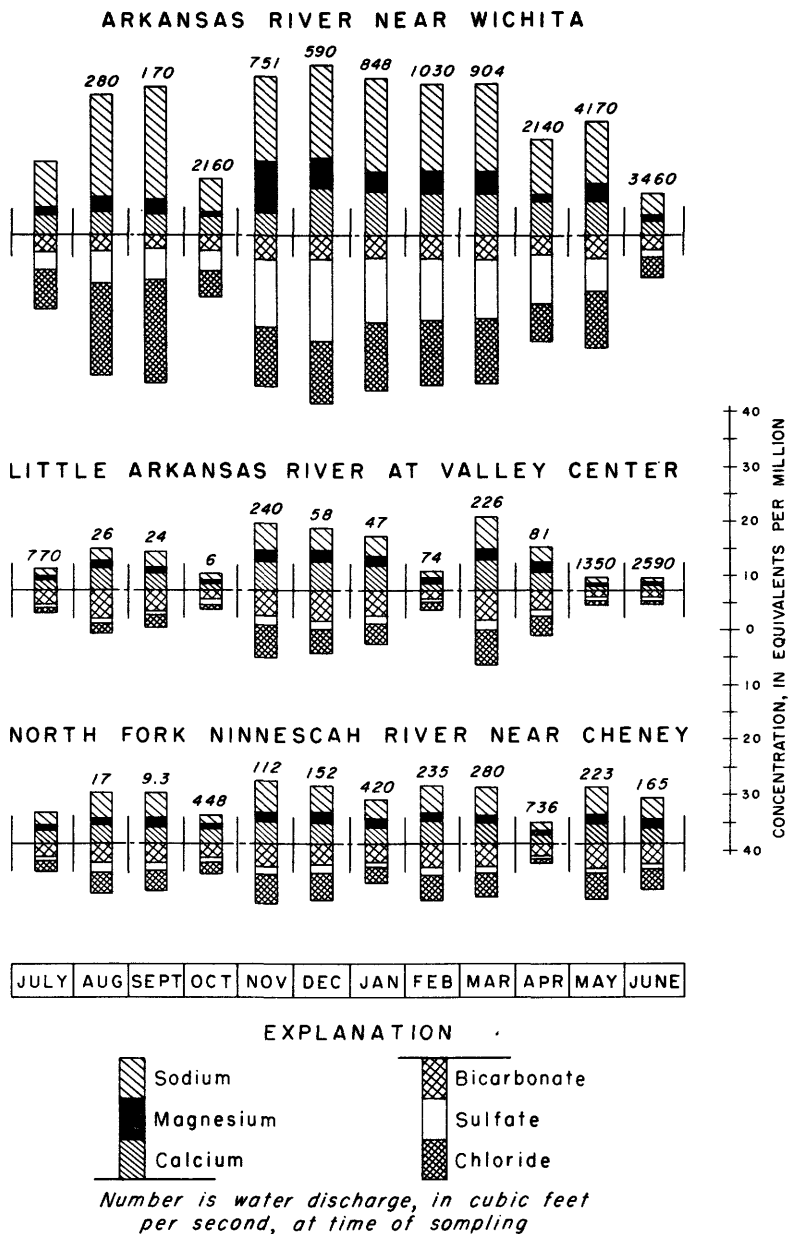 ARKANSAS RIVER NEAR WICHITA
280 170 2160 751 590 848 1030 904 2140 4170 3460
LITTLE ARKANSAS RIVER AT VALLEY CENTER
770 26 24 6 240 58 47 74 226 81 1350 2590
NORTH FORK NINNESCAH RIVER NEAR CHENEY
17 9.3 448 112 152 420 235 280 736 223 165
40
30
20
10
0
10
20
30
40
CONCENTRATION, IN EQUIVALENTS PER MILLION
JULY AUG SEPT OCT NOV DEC JAN FEB MAR APR MAY JUNE
EXPLANATION
Sodium
Magnesium
Calcium
Bicarbonate
Sulfate
Chloride
Number is water discharge, in cubic feet
per second, at time of sompling